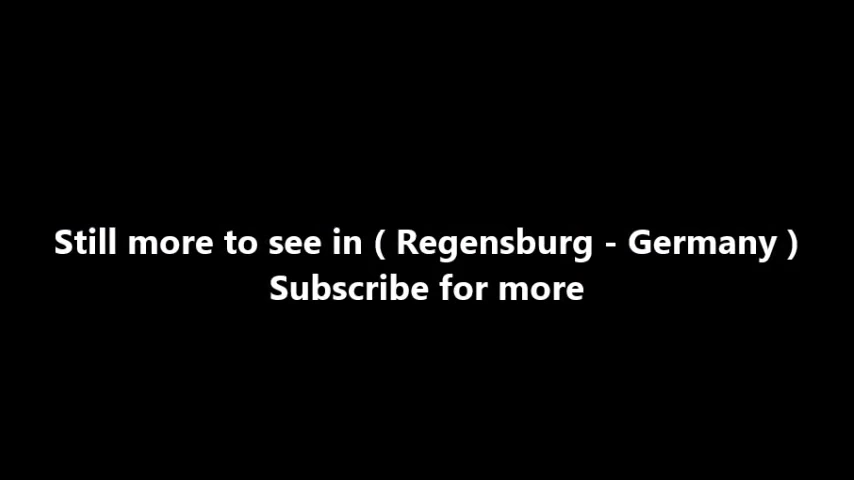 Still more to see in ( Regensburg - Germany )
Subscribe for more